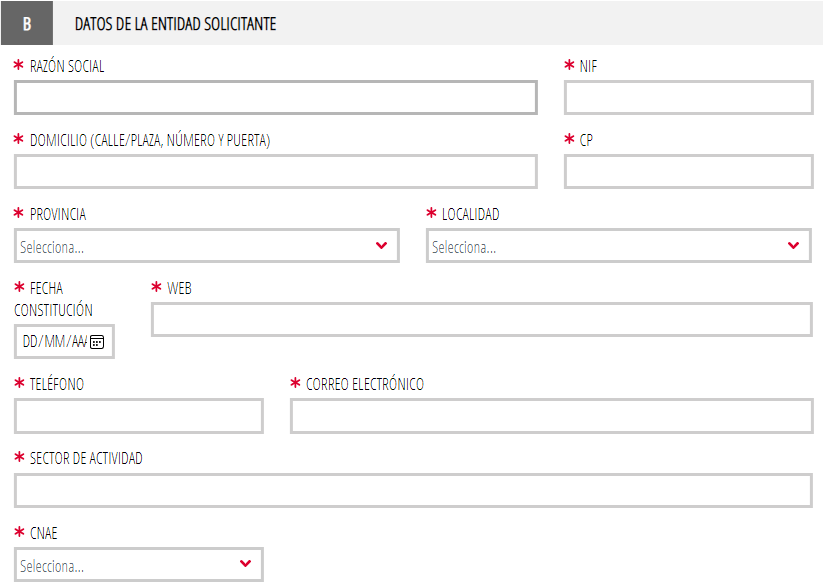 B DATOS DE LA ENTIDAD SOLICITANTE
* RAZÓN SOCIAL * NIF
* DOMICILIO (CALLE/PLAZA, NÚMERO Y PUERTA) * CP
* PROVINCIA * LOCALIDAD
Selecciona... Selecciona...
* FECHA CONSTITUCIÓN * WEB
DD/MM/AA
* TELÉFONO * CORREO ELECTRÓNICO
* SECTOR DE ACTIVIDAD
* CNAE
Selecciona...